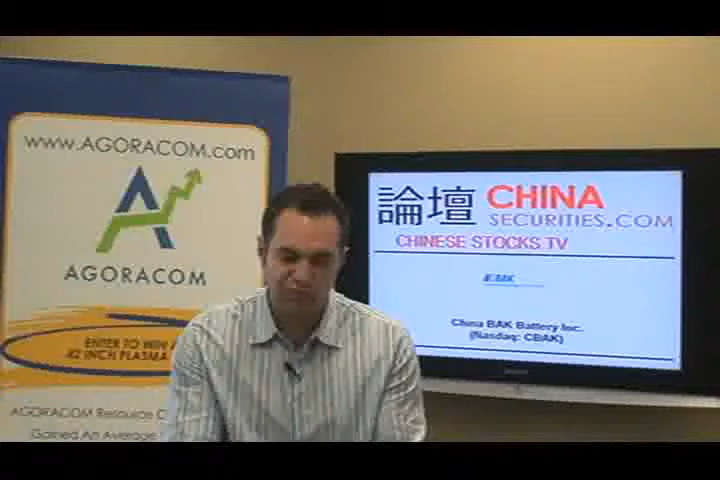 www.AGORACOM.com
AGORACOM
ENTER TO WIN A
42 INCH PLASMA
AGORACOM Resource
Gained An Average
論壇 CHINA
SECURITIES.COM
CHINESE STOCKS TV
China BAK Battery Inc.
(Nasdaq: CBAK)